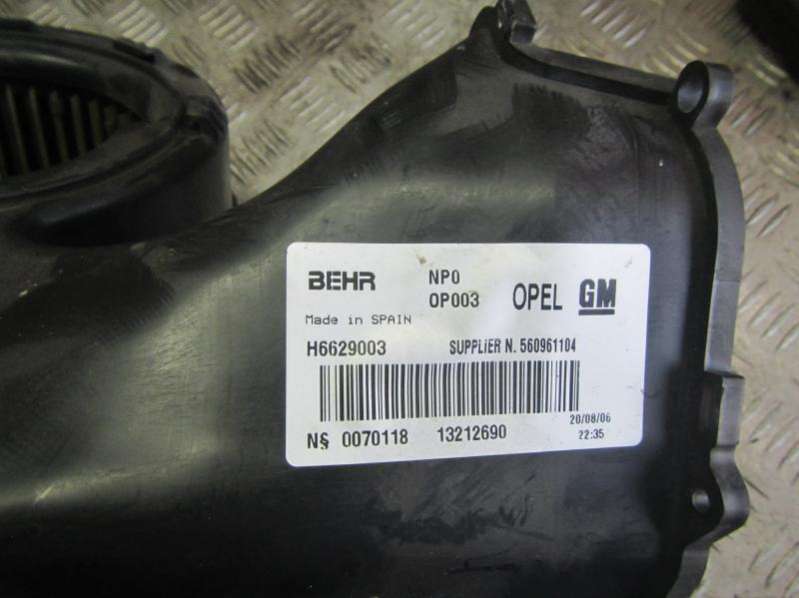 BEHR NP0 OP003 OPEL GM
Made in SPAIN
H6629003 SUPPLiER N. 560961104
N§ 0070118 13212690 20/08/06 22:35